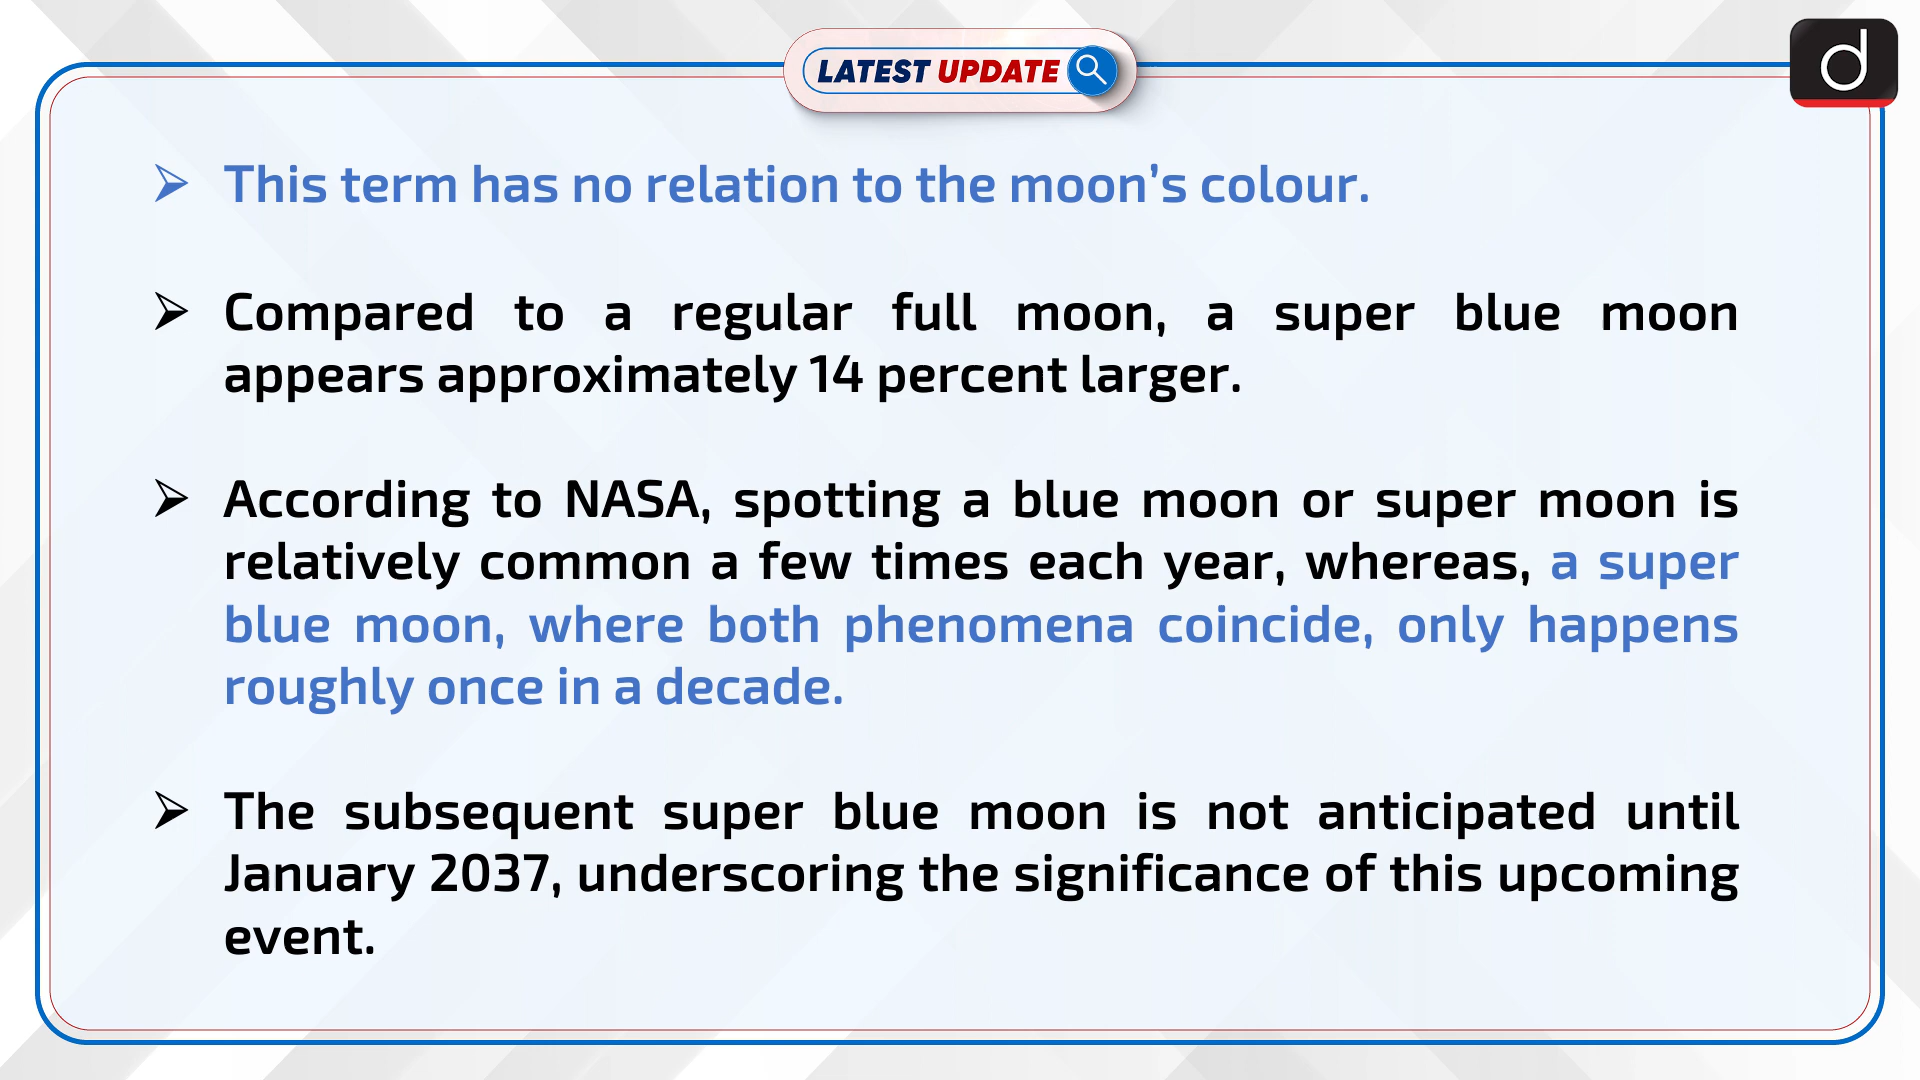 LATEST UPDATE
d
➢ This term has no relation to the moon’s colour.
➢ Compared to a regular full moon, a super blue moon
appears approximately 14 percent larger.
➢ According to NASA, spotting a blue moon or super moon is
relatively common a few times each year, whereas, a super
blue moon, where both phenomena coincide, only happens
roughly once in a decade.
➢ The subsequent super blue moon is not anticipated until
January 2037, underscoring the significance of this upcoming
event.